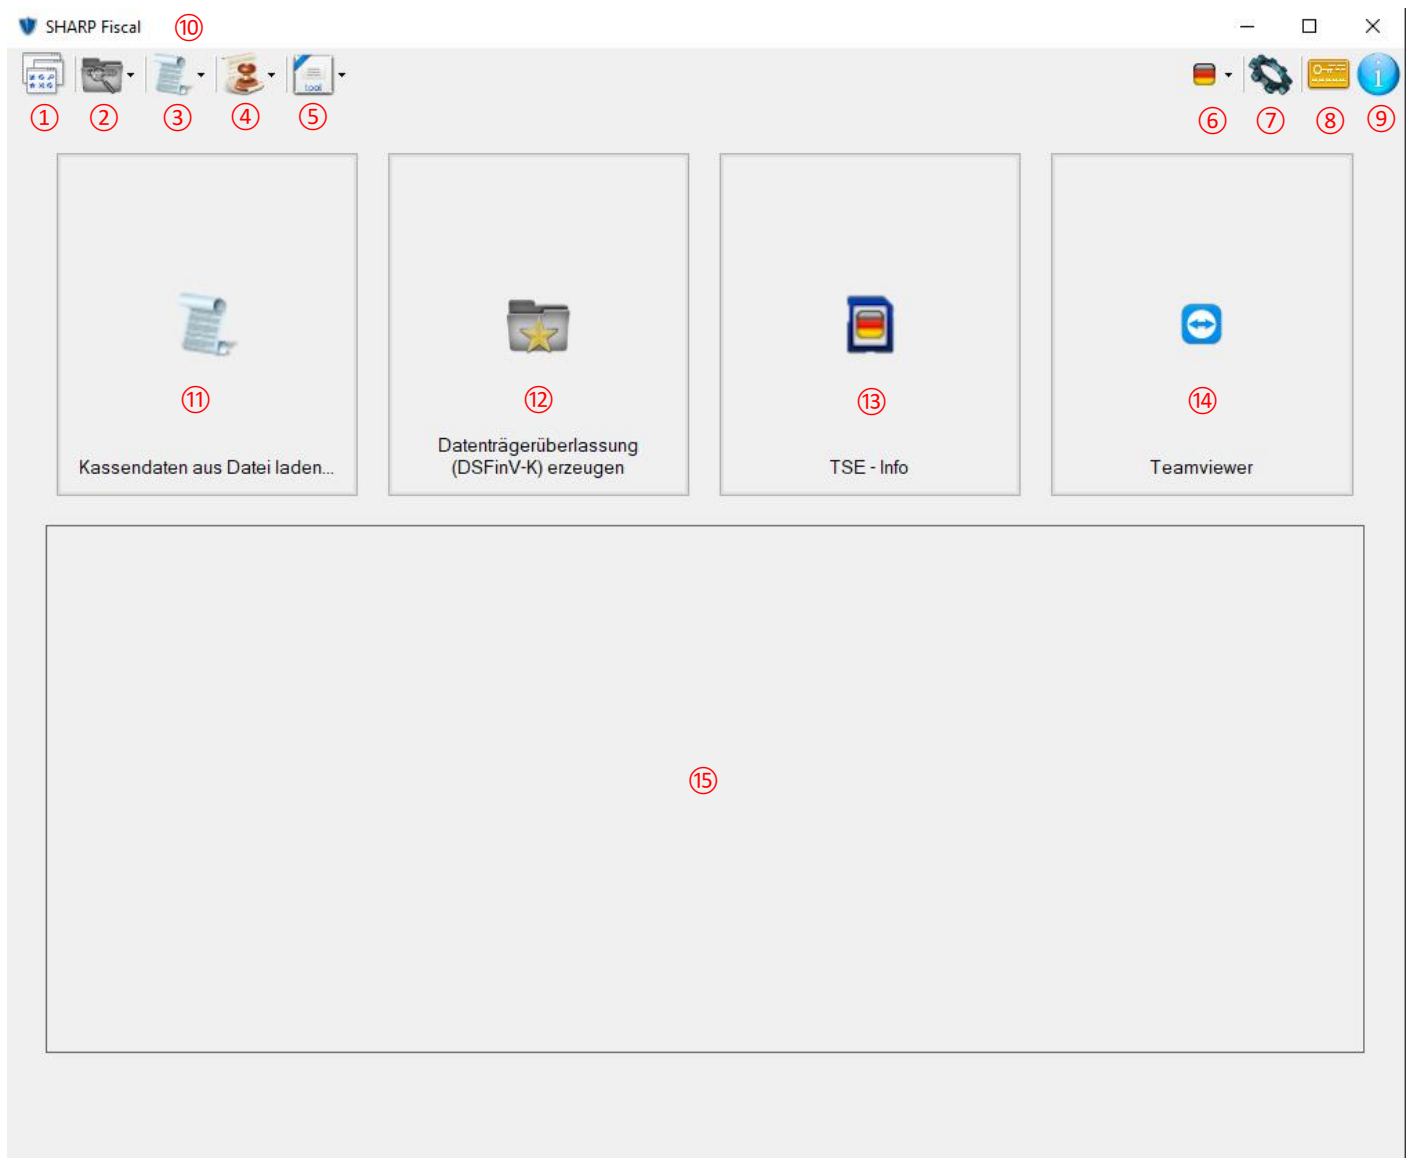 SHARP Fiscal ⑩
tool
① ② ③ ④ ⑤ ⑥ ⑦ ⑧ ⑨
⑪ ⑫ ⑬ ⑭
Kassendaten aus Datei laden...
Datenträgerüberlassung
(DSFinV-K) erzeugen
TSE - Info
Teamviewer
⑮